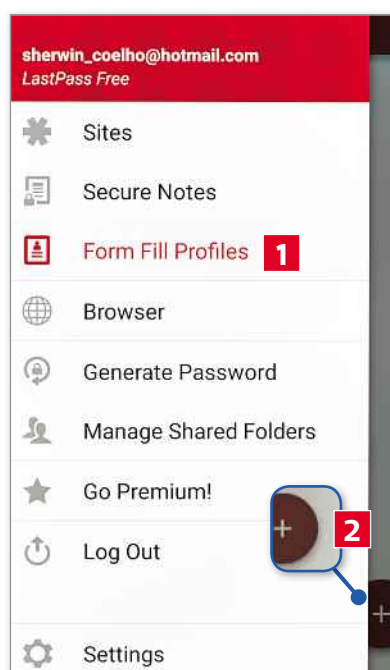 sherwin_coelho@hotmail.com
LastPass Free
Sites
Secure Notes
Form Fill Profiles 1
Browser
Generate Password
Manage Shared Folders
Go Premium!
+ 2
Log Out
+
Settings